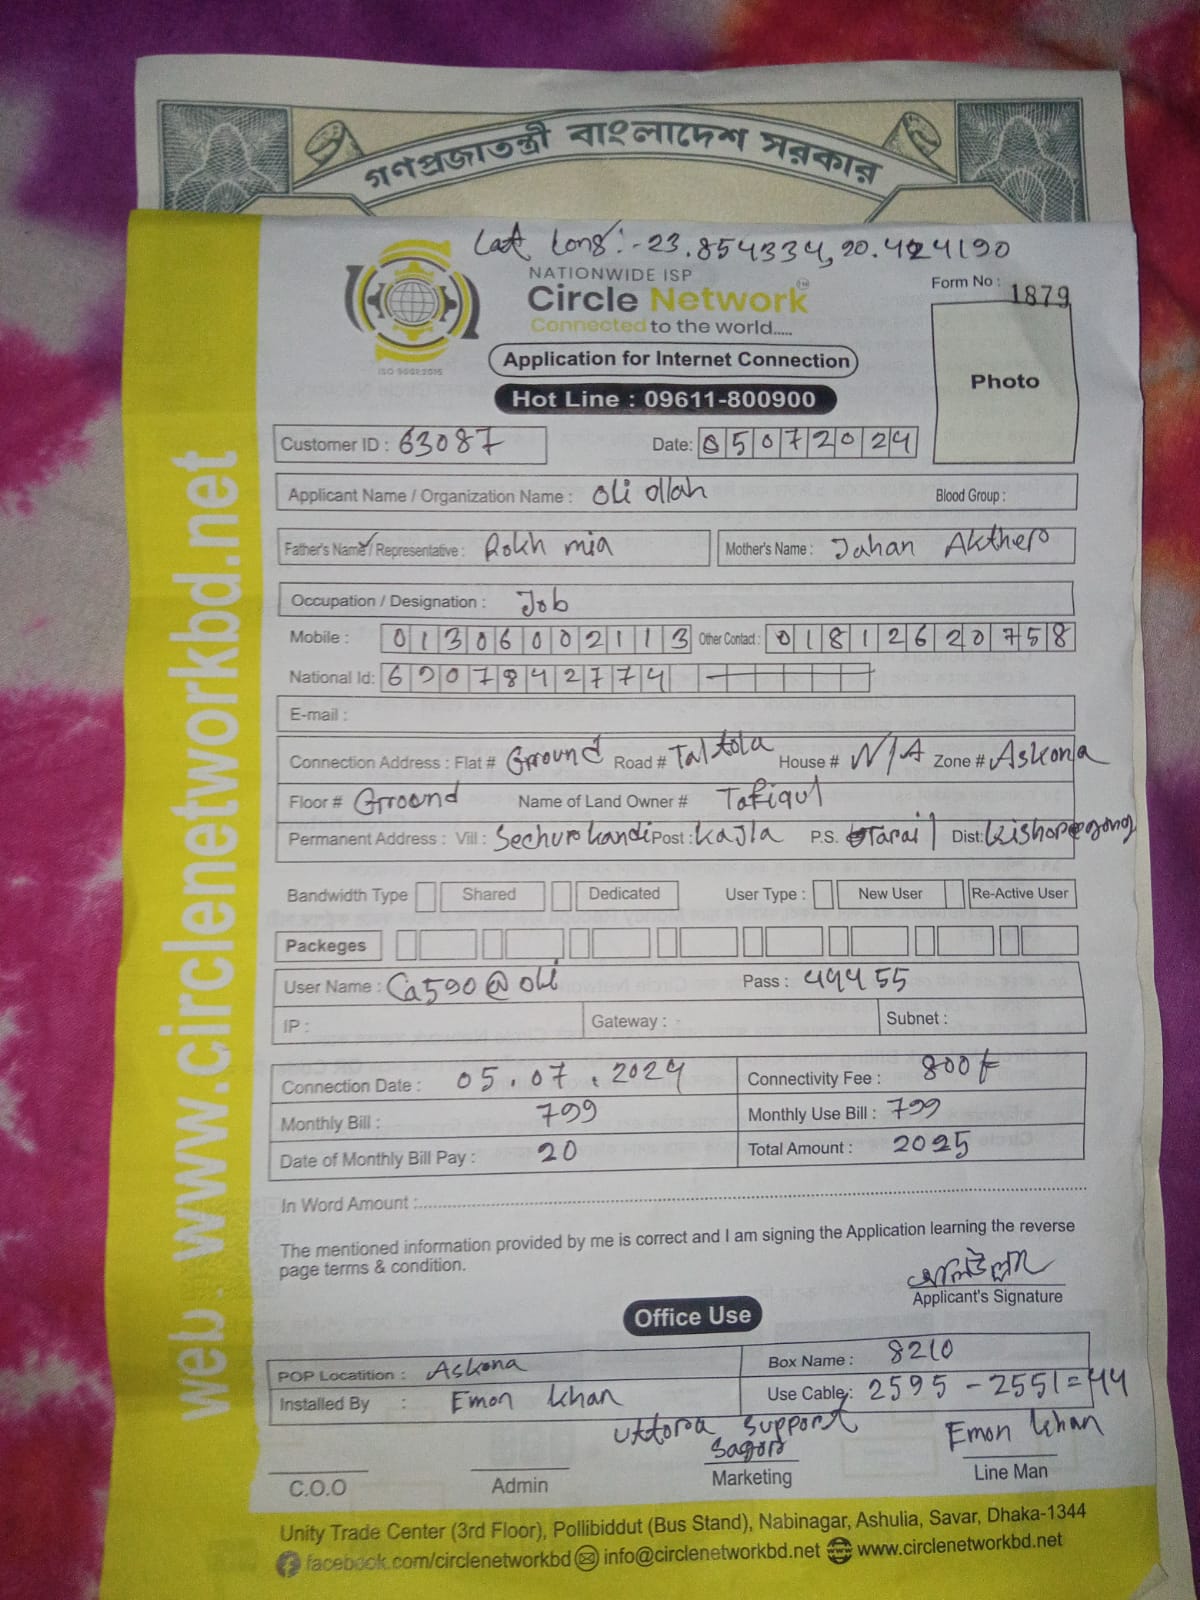 গণপ্রজাতন্ত্রী বাংলাদেশ সরকার
Lat Long:-23.854334, 90.424190
NATIONWIDE ISP
Circle Network
Connected to the world.....
ISO 9001:2015
Form No : 1879
Application for Internet Connection
Hot Line : 09611-800900
Photo
Customer ID : 63087 Date: 05072024
Applicant Name / Organization Name : Oli ollah Blood Group :
Father's Name / Representative : Rokh mia Mother's Name : Jahan Akther
Occupation / Designation : Job
Mobile : 01306002113 Other Contact : 01812620758
National Id: 6907842774
E-mail :
Connection Address : Flat # Ground Road # Taltola House # N/A Zone # Askona
Floor # Ground Name of Land Owner # Tofiqul
Permanent Address : Vill : Sechurkandi Post : Kajla P.S. Tarail Dist: Kishoregong
Bandwidth Type Shared Dedicated User Type : New User Re-Active User
Packeges
User Name : Ca590@oli Pass : 49455
IP : Gateway : Subnet :
Connection Date : 05.07.2024 Connectivity Fee : 800/-
Monthly Bill : 799 Monthly Use Bill : 799
Date of Monthly Bill Pay : 20 Total Amount : 2025
In Word Amount :
The mentioned information provided by me is correct and I am signing the Application learning the reverse
page terms & condition.
Applicant's Signature
Office Use
POP Locatition : Askona Box Name : 8210
Installed By : Emon Khan Use Cable: 2595 - 2551 = 44
Uttora support
Sagor Emon Khan
C.O.O Admin Marketing Line Man
Unity Trade Center (3rd Floor), Pollibiddut (Bus Stand), Nabinagar, Ashulia, Savar, Dhaka-1344
facebook.com/circlenetworkbd info@circlenetworkbd.net www.circlenetworkbd.net
web : www.circlenetworkbd.net